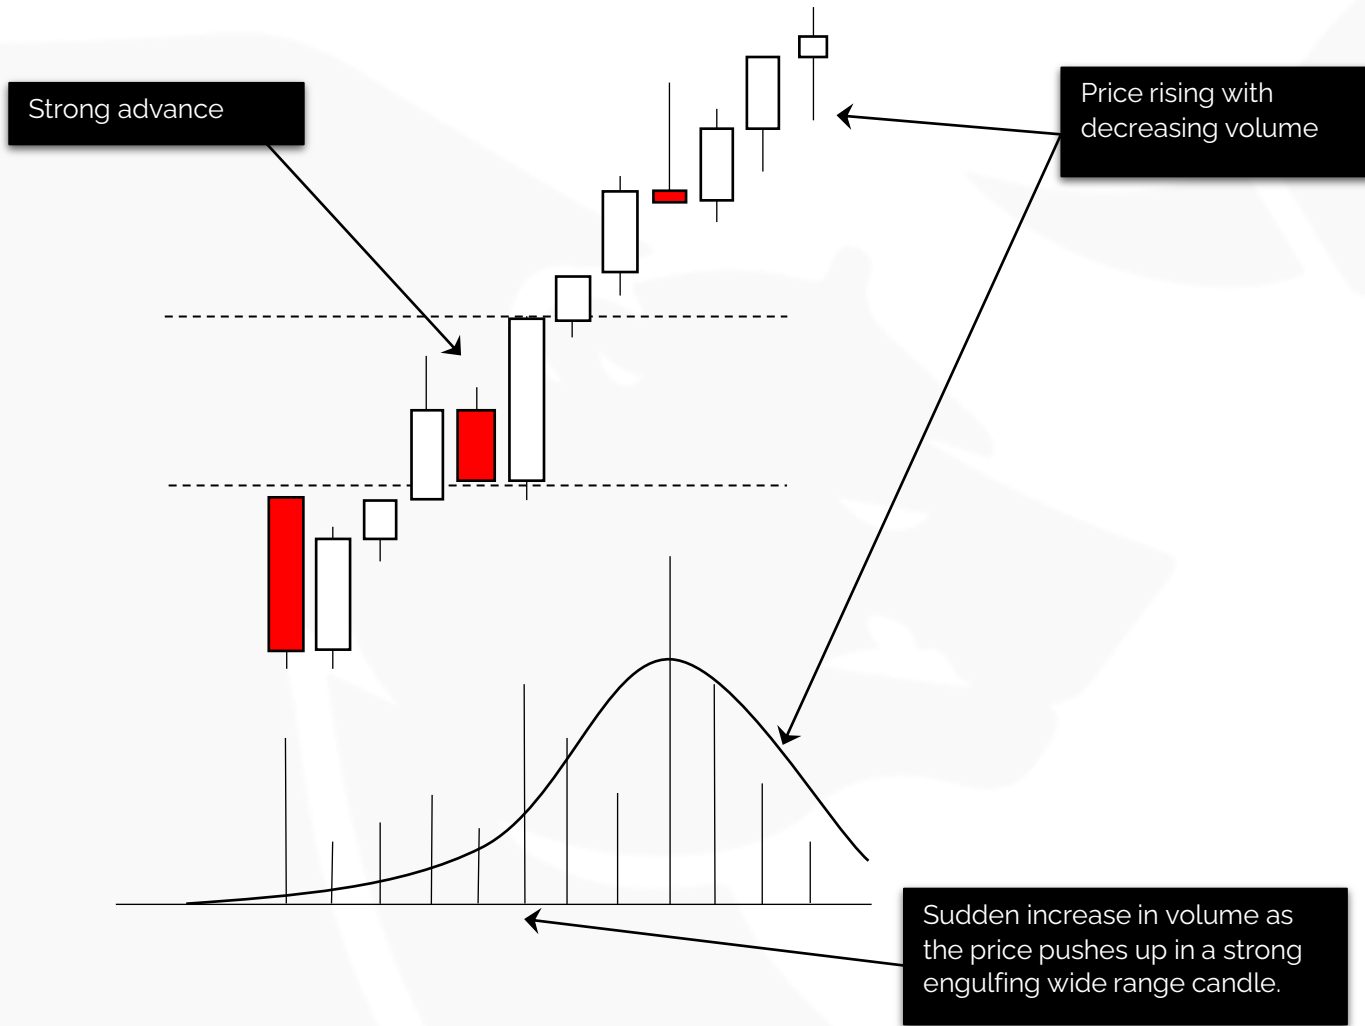 Strong advance
Price rising with
decreasing volume
Sudden increase in volume as
the price pushes up in a strong
engulfing wide range candle.